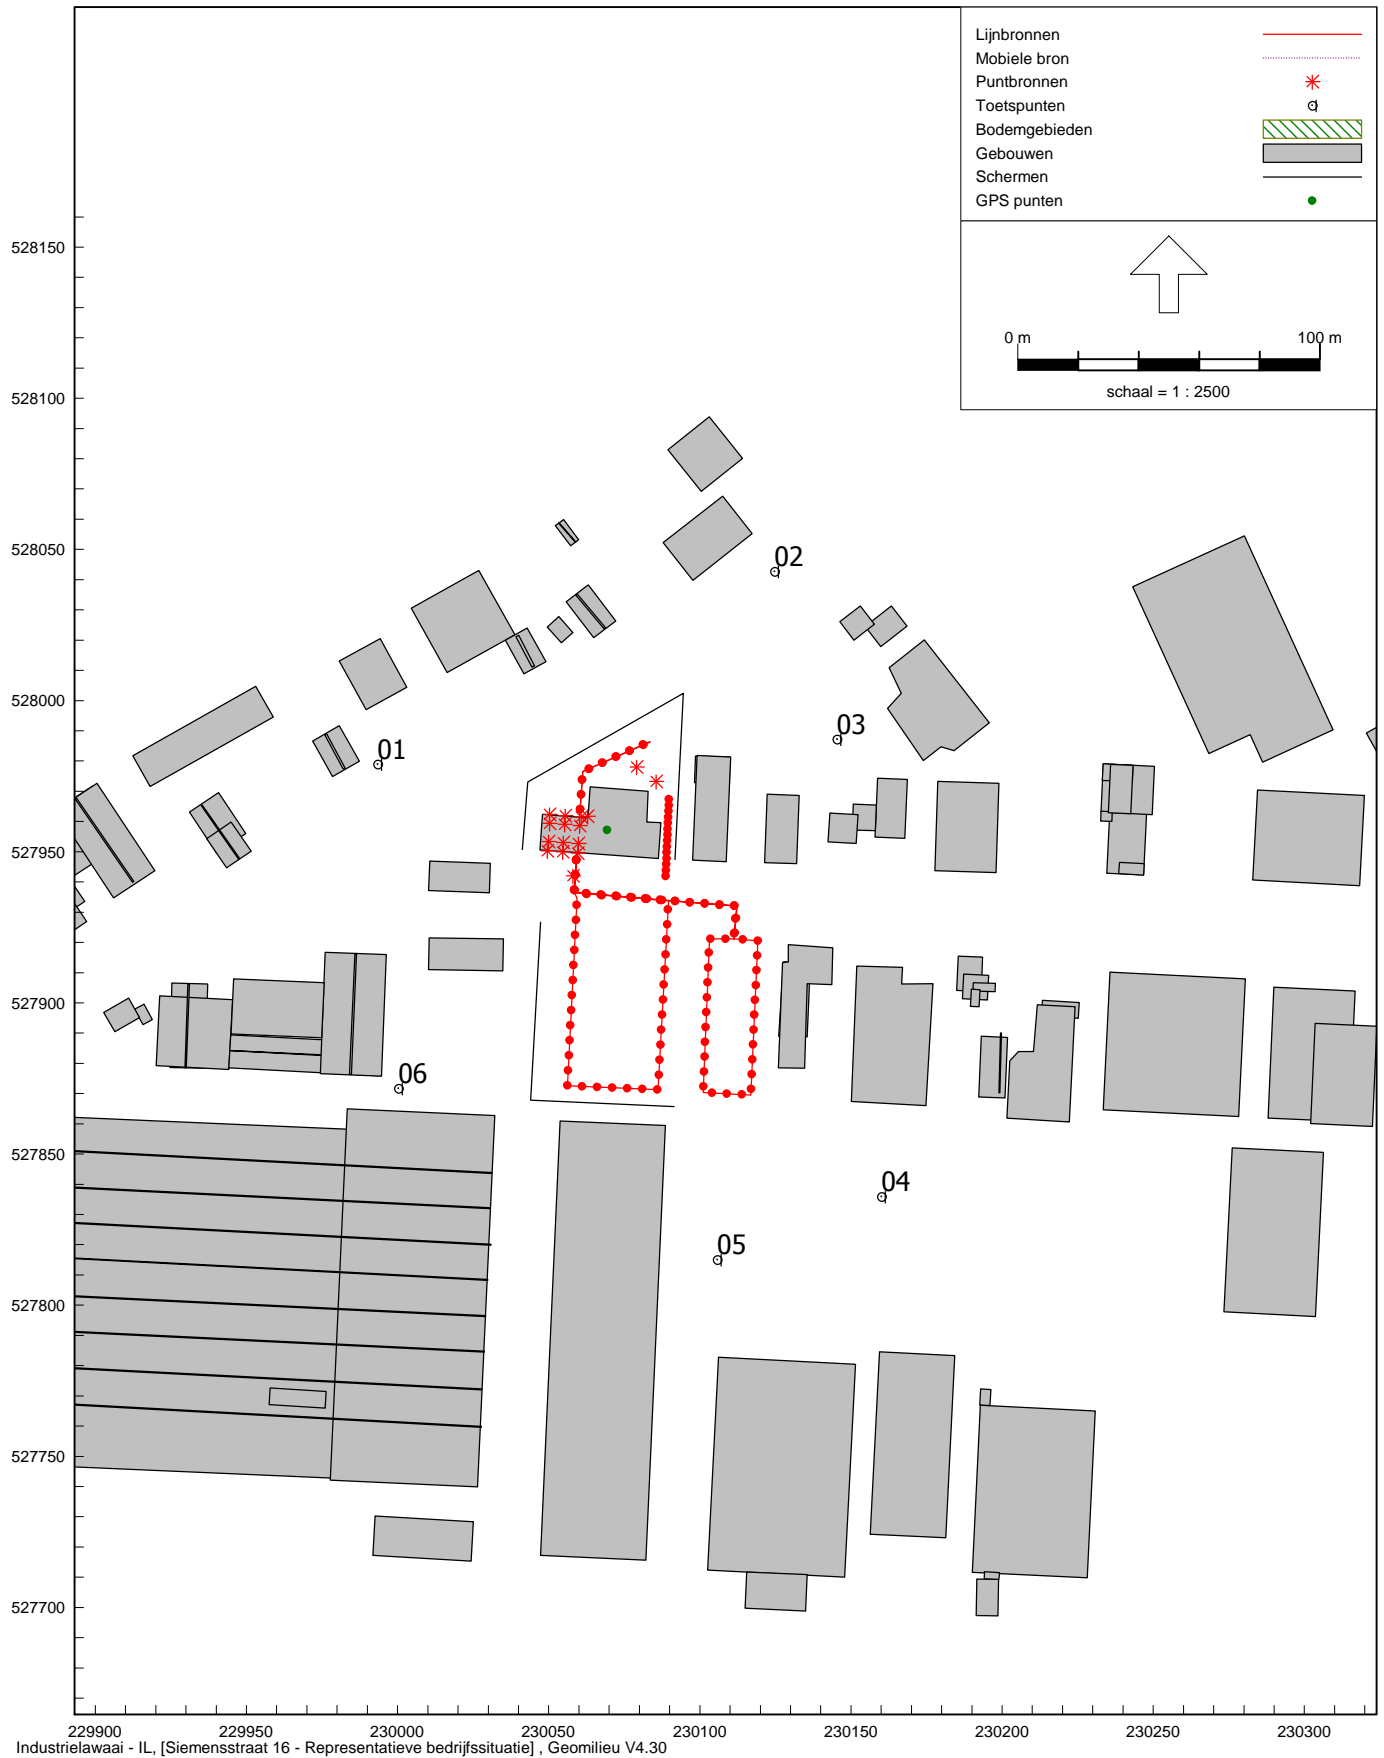 Lijnbronnen
Mobiele bron
Puntbronnen
Toetspunten
Bodemgebieden
Gebouwen
Schermen
GPS punten
0 m 100 m
schaal = 1 : 2500
528150
528100
528050
528000
527950
527900
527850
527800
527750
527700
02
03
01
06
04
05
229900 229950 230000 230050 230100 230150 230200 230250 230300
Industrielawaai - IL, [Siemensstraat 16 - Representatieve bedrijfssituatie] , Geomilieu V4.30